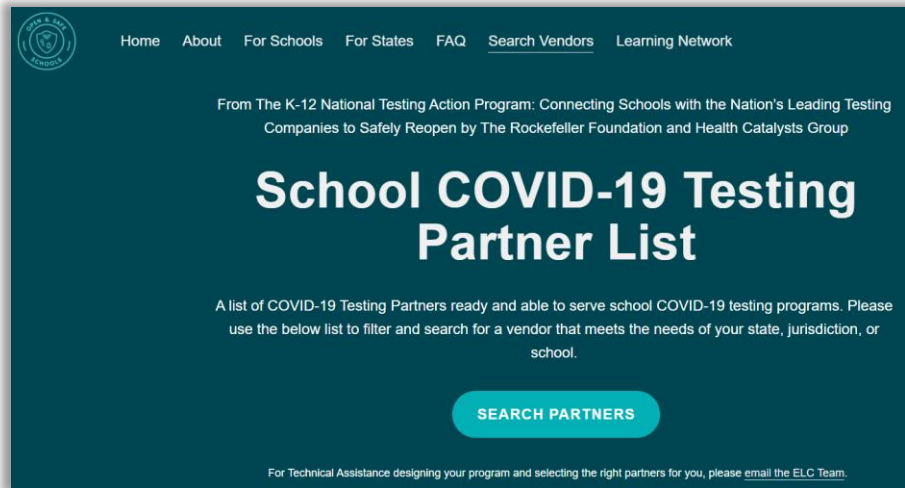 OPEN & SAFE
SCHOOLS
Home About For Schools For States FAQ Search Vendors Learning Network
From The K-12 National Testing Action Program: Connecting Schools with the Nation's Leading Testing
Companies to Safely Reopen by The Rockefeller Foundation and Health Catalysts Group
School COVID-19 Testing
Partner List
A list of COVID-19 Testing Partners ready and able to serve school COVID-19 testing programs. Please
use the below list to filter and search for a vendor that meets the needs of your state, jurisdiction, or
school.
SEARCH PARTNERS
For Technical Assistance designing your program and selecting the right partners for you, please email the ELC Team.